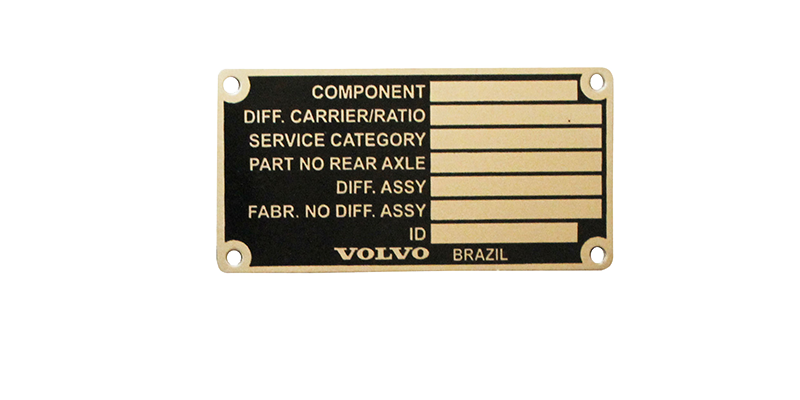 COMPONENT
DIFF. CARRIER/RATIO
SERVICE CATEGORY
PART NO REAR AXLE
DIFF. ASSY
FABR. NO DIFF. ASSY
ID
VOLVO BRAZIL